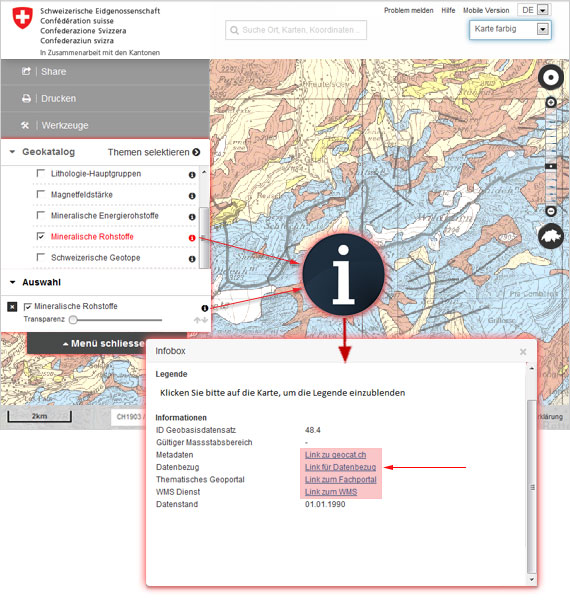 Schweizerische Eidgenossenschaft
Confédération suisse
Confederazione Svizzera
Confederaziun svizra
In Zusammenarbeit mit den Kantonen
Problem melden Hilfe Mobile Version DE
Suche Ort, Karten, Koordinaten ...
Karte farbig
Share
Drucken
Werkzeuge
Geokatalog Themen selektieren
Lithologie-Hauptgruppen
Magnetfeldstärke
Mineralische Energierohstoffe
Mineralische Rohstoffe
Schweizerische Geotope
Auswahl
Mineralische Rohstoffe
Transparenz
Menü schliesse
i
Wildhorn
2km
CH1903 /
klärung
Infobox
Legende
Klicken Sie bitte auf die Karte, um die Legende einzublenden
Informationen
ID Geobasisdatensatz 48.4
Gültiger Massstabsbereich -
Metadaten Link zu geocat.ch
Datenbezug Link für Datenbezug
Thematisches Geoportal Link zum Fachportal
WMS Dienst Link zum WMS
Datenstand 01.01.1990